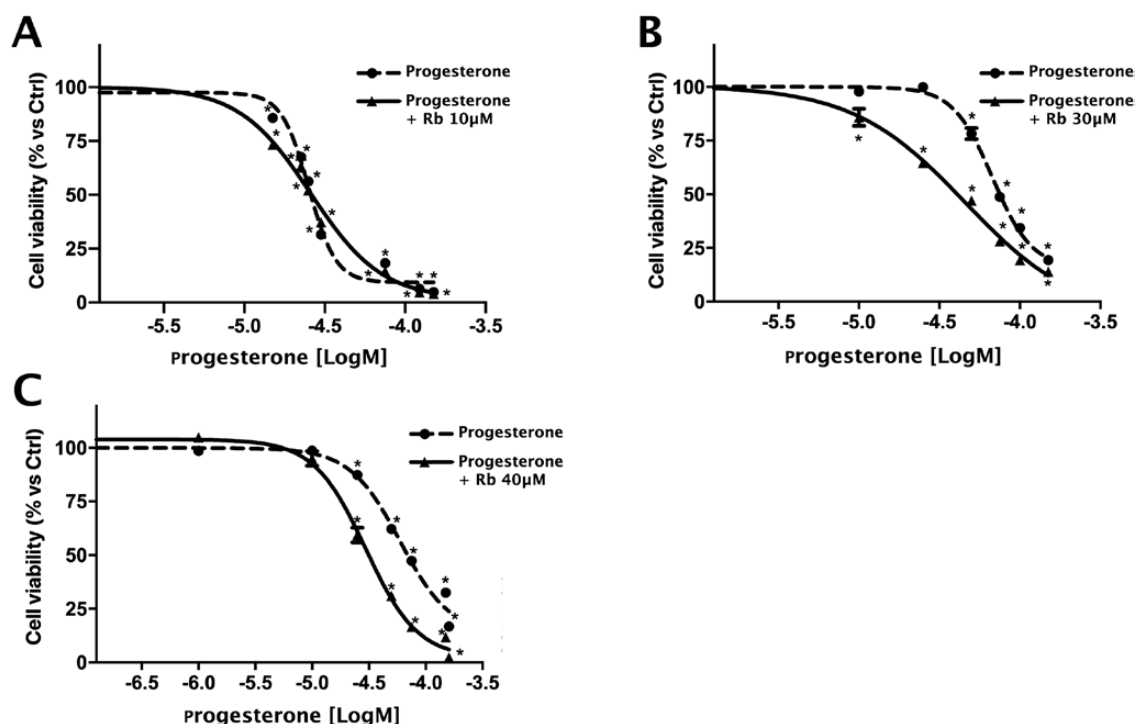 A
Cell viability (% vs Ctrl)
100
75
50
25
0
-5.5 -5.0 -4.5 -4.0 -3.5
Progesterone [LogM]
Progesterone
Progesterone
+ Rb 10µM
* * * * * * * * * * * * * * * *
B
Cell viability (% vs Ctrl)
100
75
50
25
0
-5.5 -5.0 -4.5 -4.0 -3.5
Progesterone [LogM]
Progesterone
Progesterone
+ Rb 30µM
* * * * * * * * * *
C
Cell viability (% vs Ctrl)
100
75
50
25
0
-6.5 -6.0 -5.5 -5.0 -4.5 -4.0 -3.5
Progesterone [LogM]
Progesterone
Progesterone
+ Rb 40µM
* * * * * * * * * *